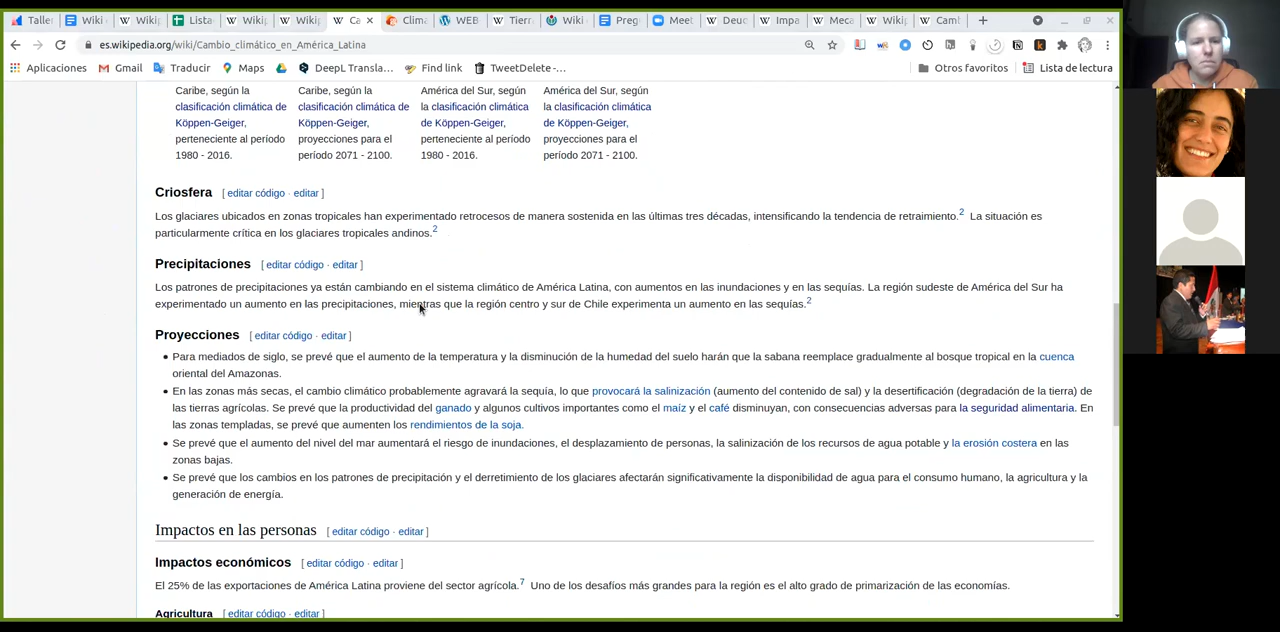 Taller Wiki Wikip Lista Wikip Wikip Ca Clima WEB Tierr Wiki Preg Meet Deud Impa Meca Wikip Camb
es.wikipedia.org/wiki/Cambio_climático_en_América_Latina
Aplicaciones Gmail Traducir Maps DeepL Transla... Find link TweetDelete -... Otros favoritos Lista de lectura
Caribe, según la Caribe, según la América del Sur, según América del Sur, según
clasificación climática de clasificación climática de la clasificación climática la clasificación climática
Köppen-Geiger, Köppen-Geiger, de Köppen-Geiger, de Köppen-Geiger,
perteneciente al período proyecciones para el perteneciente al período proyecciones para el
1980 - 2016. período 2071 - 2100. 1980 - 2016. período 2071 - 2100.
Criosfera [ editar código · editar ]
Los glaciares ubicados en zonas tropicales han experimentado retrocesos de manera sostenida en las últimas tres décadas, intensificando la tendencia de retraimiento.2 La situación es
particularmente crítica en los glaciares tropicales andinos.2
Precipitaciones [ editar código · editar ]
Los patrones de precipitaciones ya están cambiando en el sistema climático de América Latina, con aumentos en las inundaciones y en las sequías. La región sudeste de América del Sur ha
experimentado un aumento en las precipitaciones, mientras que la región centro y sur de Chile experimenta un aumento en las sequías.2
Proyecciones [ editar código · editar ]
• Para mediados de siglo, se prevé que el aumento de la temperatura y la disminución de la humedad del suelo harán que la sabana reemplace gradualmente al bosque tropical en la cuenca
oriental del Amazonas.
• En las zonas más secas, el cambio climático probablemente agravará la sequía, lo que provocará la salinización (aumento del contenido de sal) y la desertificación (degradación de la tierra) de
las tierras agrícolas. Se prevé que la productividad del ganado y algunos cultivos importantes como el maíz y el café disminuyan, con consecuencias adversas para la seguridad alimentaria. En
las zonas templadas, se prevé que aumenten los rendimientos de la soja.
• Se prevé que el aumento del nivel del mar aumentará el riesgo de inundaciones, el desplazamiento de personas, la salinización de los recursos de agua potable y la erosión costera en las
zonas bajas.
• Se prevé que los cambios en los patrones de precipitación y el derretimiento de los glaciares afectarán significativamente la disponibilidad de agua para el consumo humano, la agricultura y la
generación de energía.
Impactos en las personas [ editar código · editar ]
Impactos económicos [ editar código · editar ]
El 25% de las exportaciones de América Latina proviene del sector agrícola.7 Uno de los desafíos más grandes para la región es el alto grado de primarización de las economías.
Agricultura [ editar código · editar ]